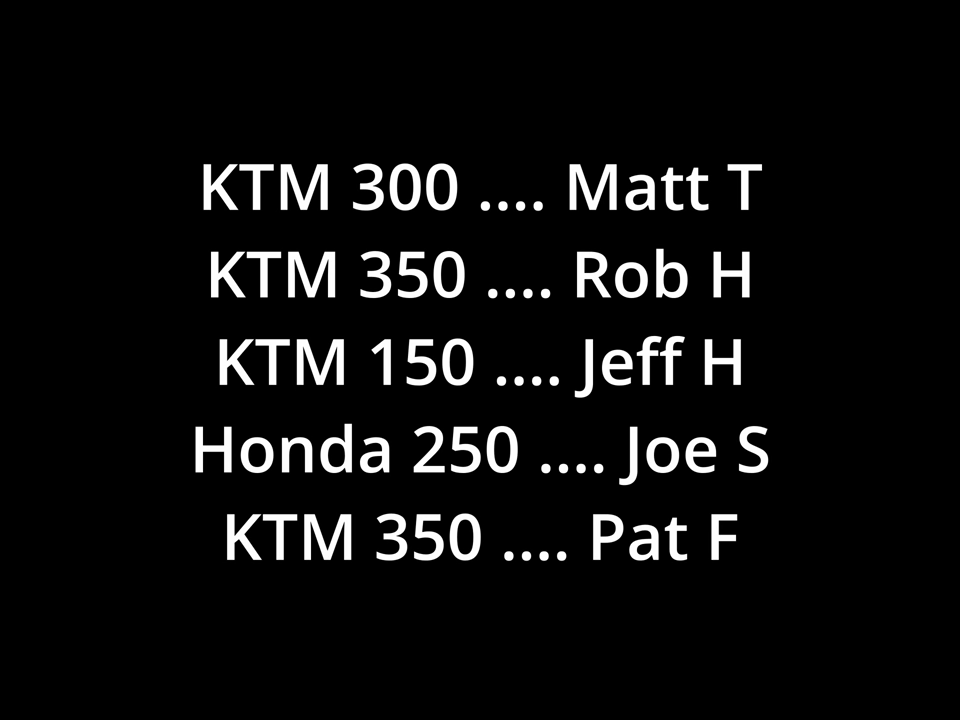 KTM 300 .... Matt T
KTM 350 .... Rob H
KTM 150 .... Jeff H
Honda 250 .... Joe S
KTM 350 .... Pat F